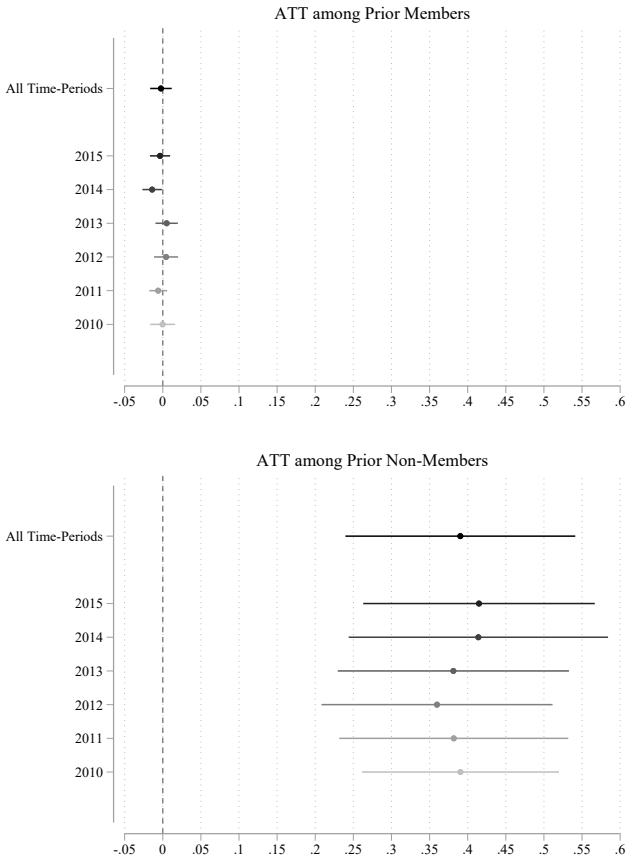 ATT among Prior Members
All Time-Periods
2015
2014
2013
2012
2011
2010
-.05 0 .05 .1 .15 .2 .25 .3 .35 .4 .45 .5 .55 .6
ATT among Prior Non-Members
All Time-Periods
2015
2014
2013
2012
2011
2010
-.05 0 .05 .1 .15 .2 .25 .3 .35 .4 .45 .5 .55 .6